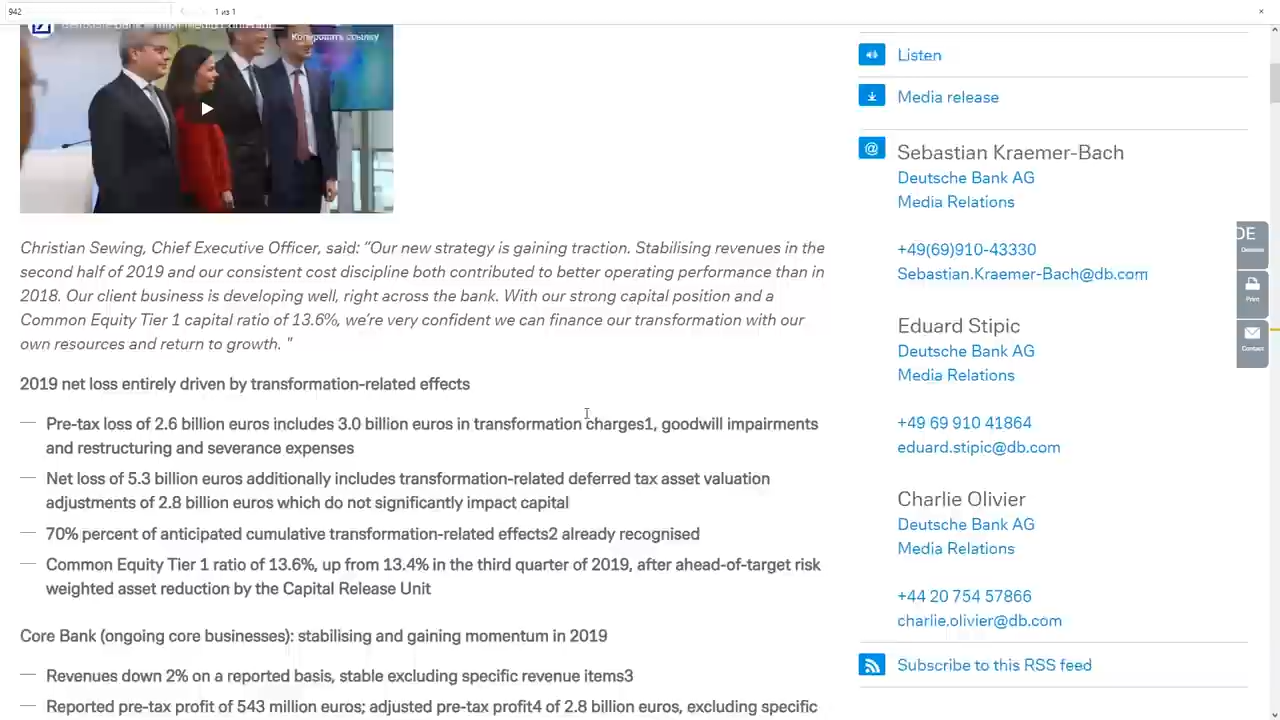 942
1 из 1
Копировать ссылку
Christian Sewing, Chief Executive Officer, said: "Our new strategy is gaining traction. Stabilising revenues in the
second half of 2019 and our consistent cost discipline both contributed to better operating performance than in
2018. Our client business is developing well, right across the bank. With our strong capital position and a
Common Equity Tier 1 capital ratio of 13.6%, we're very confident we can finance our transformation with our
own resources and return to growth. "
2019 net loss entirely driven by transformation-related effects
— Pre-tax loss of 2.6 billion euros includes 3.0 billion euros in transformation charges1, goodwill impairments
and restructuring and severance expenses
— Net loss of 5.3 billion euros additionally includes transformation-related deferred tax asset valuation
adjustments of 2.8 billion euros which do not significantly impact capital
— 70% percent of anticipated cumulative transformation-related effects2 already recognised
— Common Equity Tier 1 ratio of 13.6%, up from 13.4% in the third quarter of 2019, after ahead-of-target risk
weighted asset reduction by the Capital Release Unit
Core Bank (ongoing core businesses): stabilising and gaining momentum in 2019
— Revenues down 2% on a reported basis, stable excluding specific revenue items3
— Reported pre-tax profit of 543 million euros; adjusted pre-tax profit4 of 2.8 billion euros, excluding specific
Listen
Media release
@
Sebastian Kraemer-Bach
Deutsche Bank AG
Media Relations
+49(69)910-43330
Sebastian.Kraemer-Bach@db.com
Eduard Stipic
Deutsche Bank AG
Media Relations
+49 69 910 41864
eduard.stipic@db.com
Charlie Olivier
Deutsche Bank AG
Media Relations
+44 20 754 57866
charlie.olivier@db.com
Subscribe to this RSS feed
DE
Print
Contact